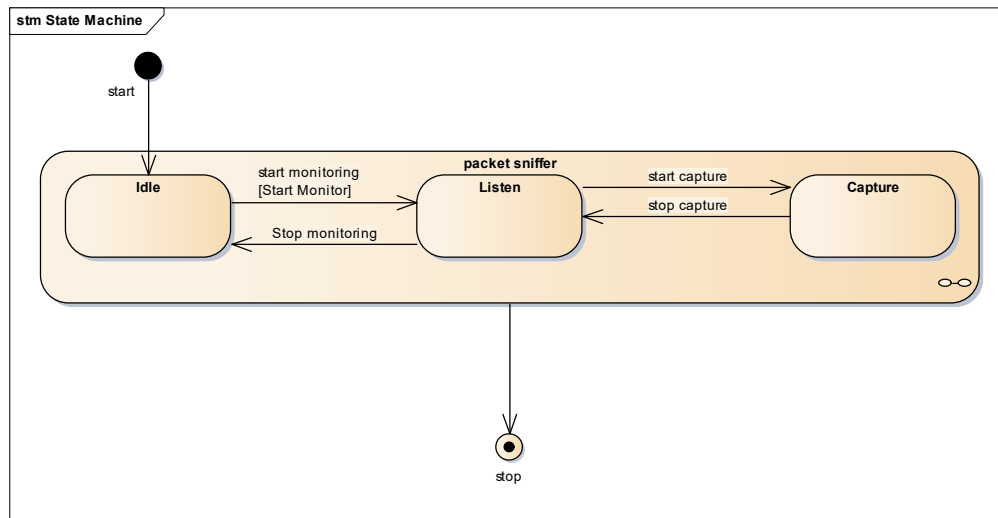 stm State Machine
start
packet sniffer
Idle
start monitoring
[Start Monitor]
Stop monitoring
Listen
start capture
stop capture
Capture
stop